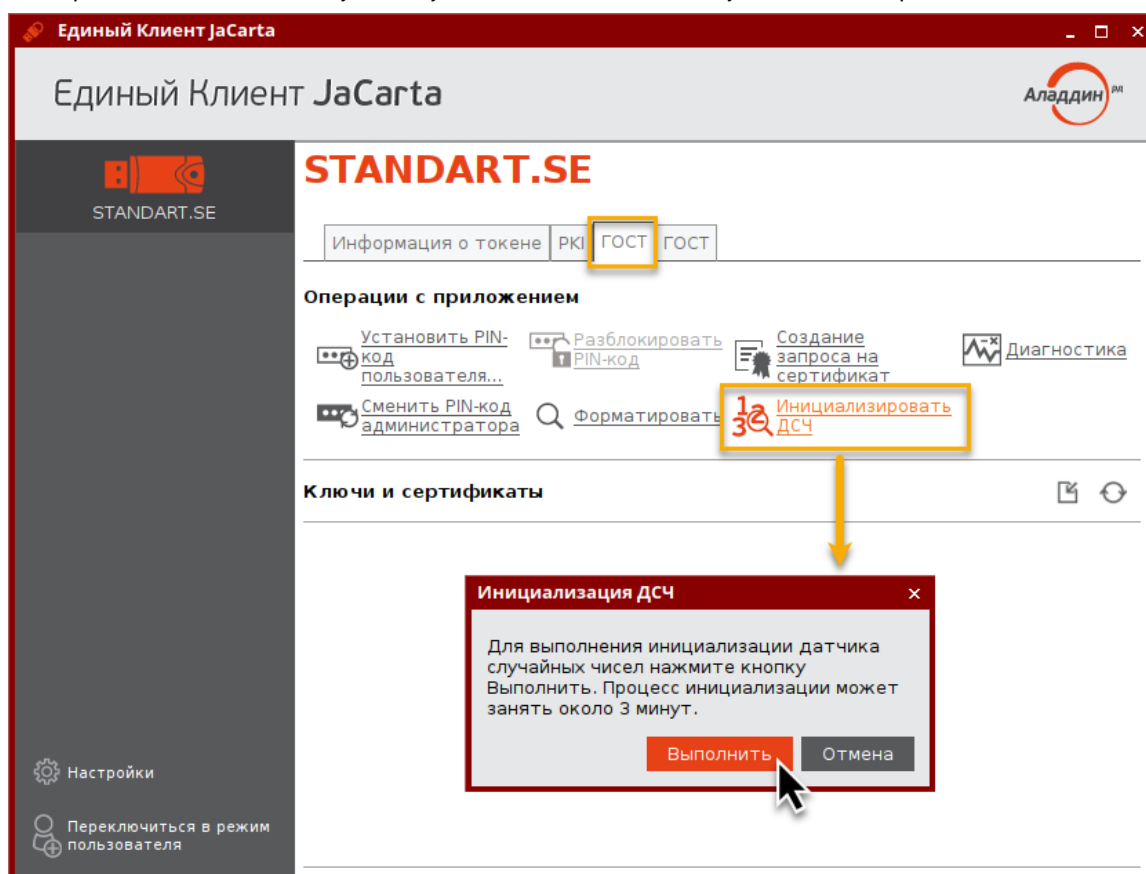 Единый Клиент JaCarta
Единый Клиент JaCarta
Аладдин РД
STANDART.SE
STANDART.SE
Информация о токене PKI ГОСТ ГОСТ
Операции с приложением
Установить PIN-
код
пользователя...
Разблокировать
PIN-код
Создание
запроса на
сертификат
Диагностика
Сменить PIN-код
администратора
Форматировать
Инициализировать
ДСЧ
Ключи и сертификаты
Инициализация ДСЧ
Для выполнения инициализации датчика
случайных чисел нажмите кнопку
Выполнить. Процесс инициализации может
занять около 3 минут.
Выполнить Отмена
Настройки
Переключиться в режим
пользователя